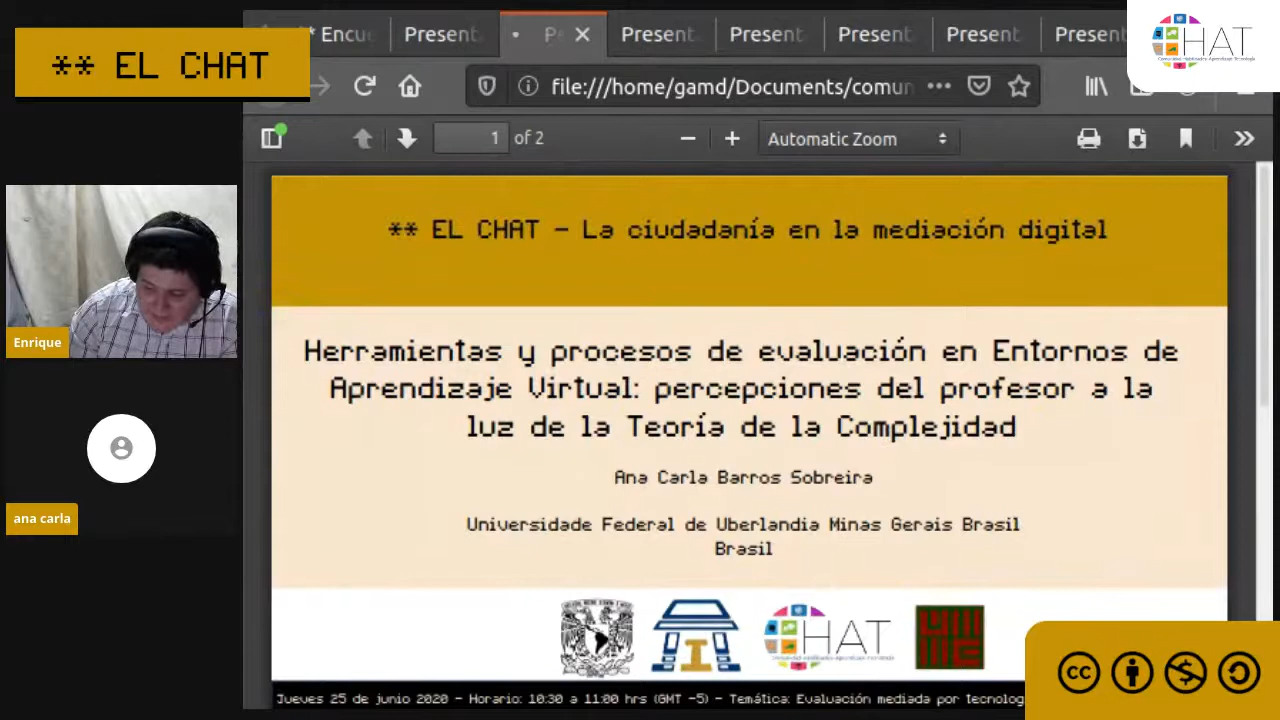 ** EL CHAT
** Encue
Present
Present
Present
Present
Present
Present
HAT
file:///home/gamd/Documents/comun
1 of 2
Automatic Zoom
** EL CHAT - La ciudadanía en la mediación digital
Herramientas y procesos de evaluación en Entornos de
Aprendizaje Virtual: percepciones del profesor a la
luz de la Teoría de la Complejidad
Ana Carla Barros Sobreira
Universidade Federal de Uberlandia Minas Gerais Brasil
Brasil
Enrique
ana carla
HAT
cc
Jueves 25 de junio 2020 - Horario: 10:30 a 11:00 hrs (GMT -5) - Temática: Evaluación mediada por tecnolog